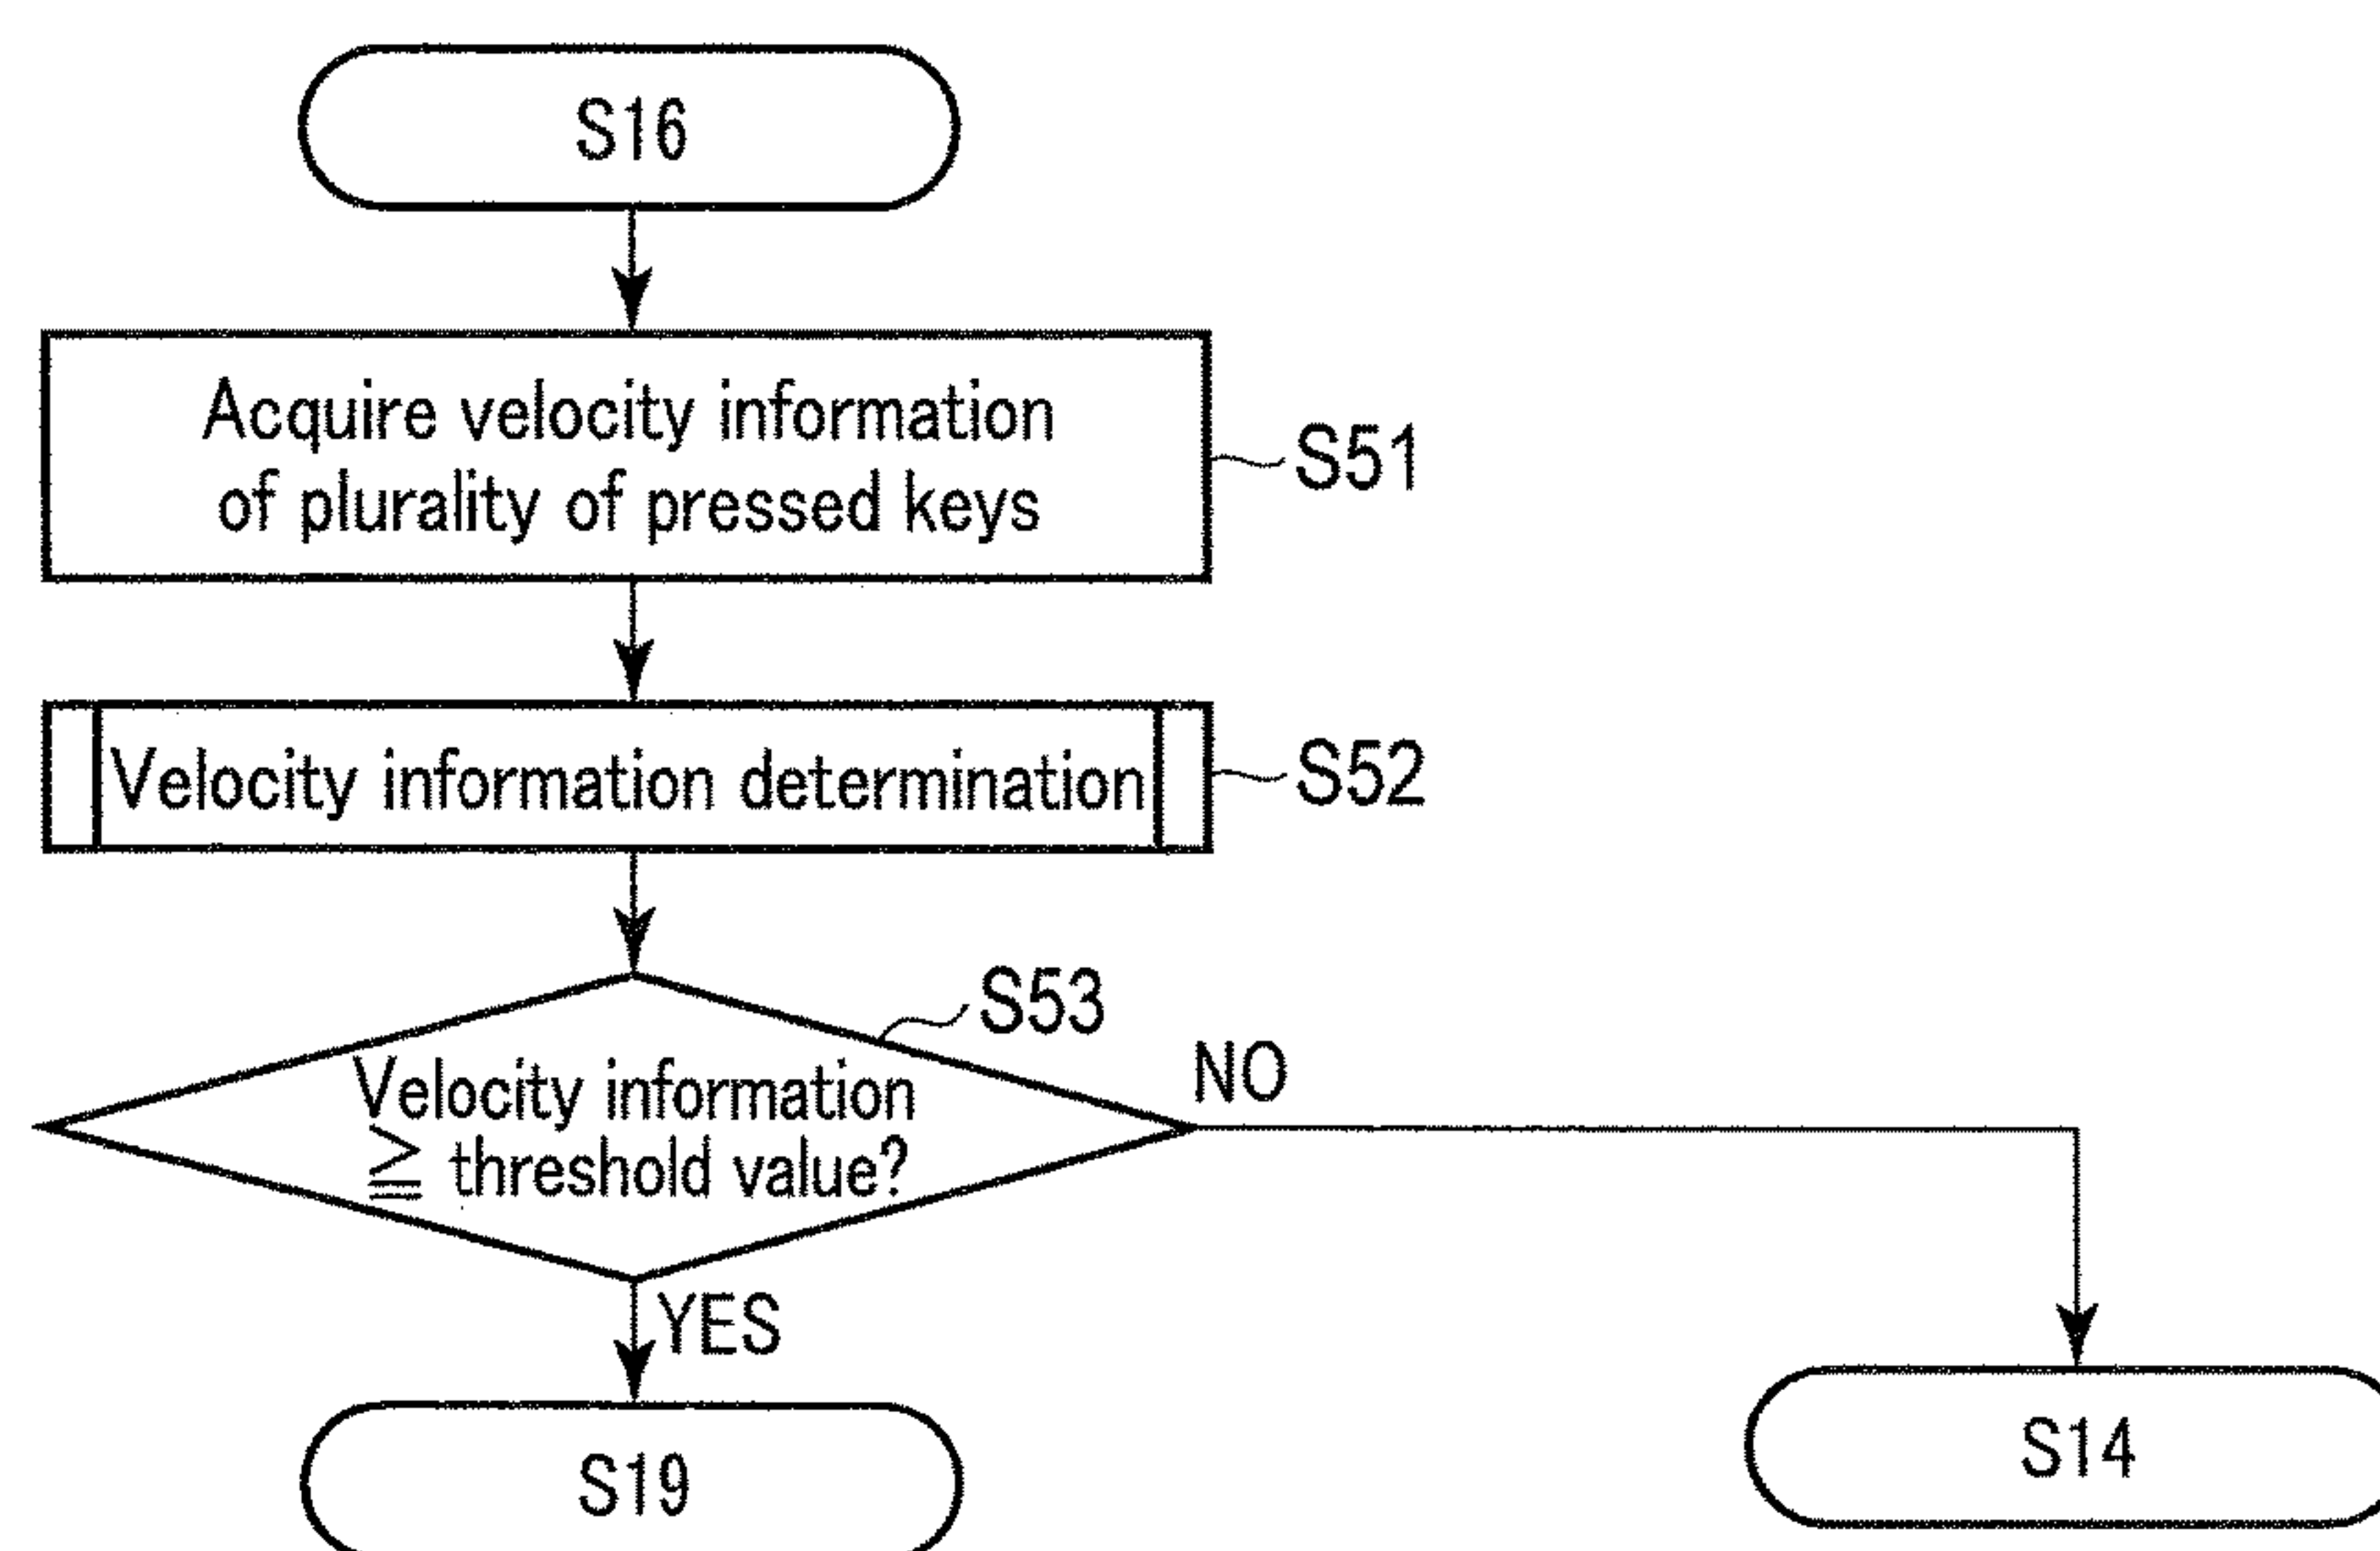 S16
Acquire velocity information
of plurality of pressed keys
S51
Velocity information determination
S52
S53
Velocity information
≧ threshold value?
NO
YES
S19
S14